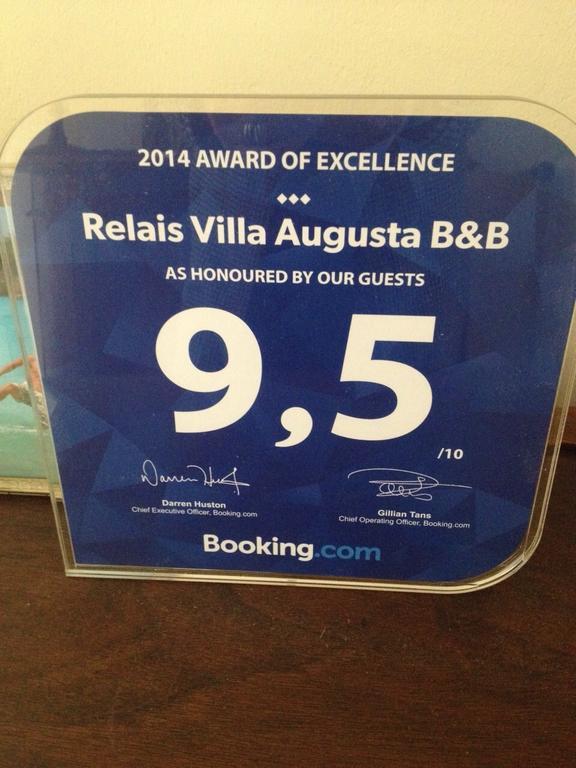 2014 AWARD OF EXCELLENCE
Relais Villa Augusta B&B
AS HONOURED BY OUR GUESTS
9,5
/10
Darren Huston
Chief Executive Officer, Booking.com
Gillian Tans
Chief Operating Officer, Booking.com
Booking.com